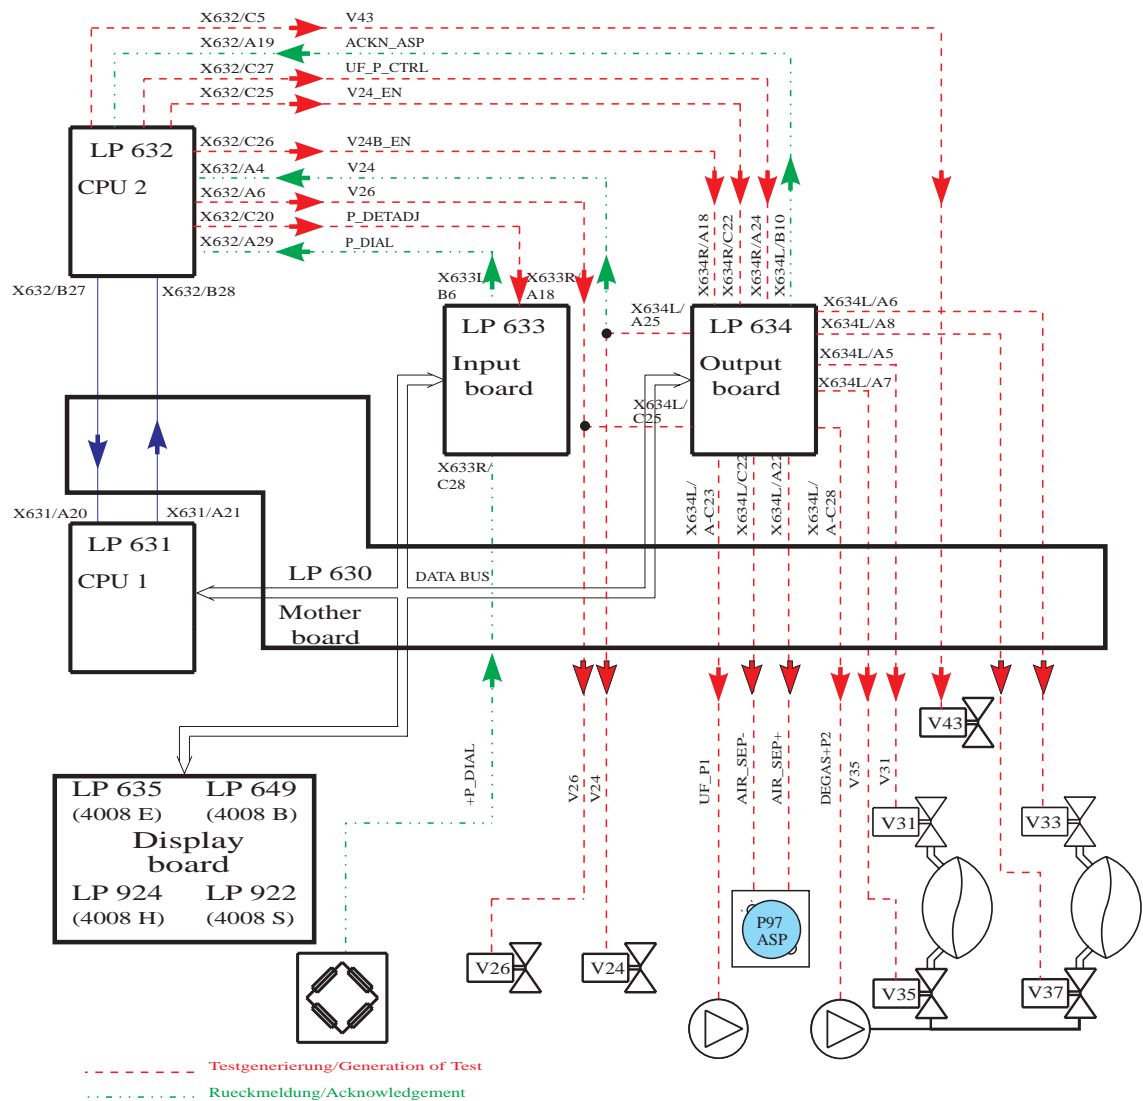 X632/C5 V43
X632/A19 ACKN_ASP
X632/C27 UF_P_CTRL
X632/C25 V24_EN
LP 632
CPU 2
X632/C26 V24B_EN
X632/A4 V24
X632/A6 V26
X632/C20 P_DETADJ
X632/A29 P_DIAL
X634R/A18
X634R/C22
X634R/A24
X634L/B10
X632/B27 X632/B28
X633L/
B6
X633R/
A18
X634L/
A25
X634L/A6
X634L/A8
X634L/A5
X634L/A7
LP 633
Input
board
LP 634
Output
board
X634L/
C25
X633R/
C28
X634L/
A-C23
X634L/C22
X634L/A22
X634L/
A-C28
X631/A20 X631/A21
LP 631
CPU 1
LP 630
DATA BUS
Mother
board
+P_DIAL
V26
V24
UF_P1
AIR_SEP-
AIR_SEP+
DEGAS+P2
V35
V31
V43
LP 635 LP 649
(4008 E) (4008 B)
Display
board
LP 924 LP 922
(4008 H) (4008 S)
V31
V33
P97
ASP
V26
V24
V35
V37
Testgenerierung/Generation of Test
Rueckmeldung/Acknowledgement